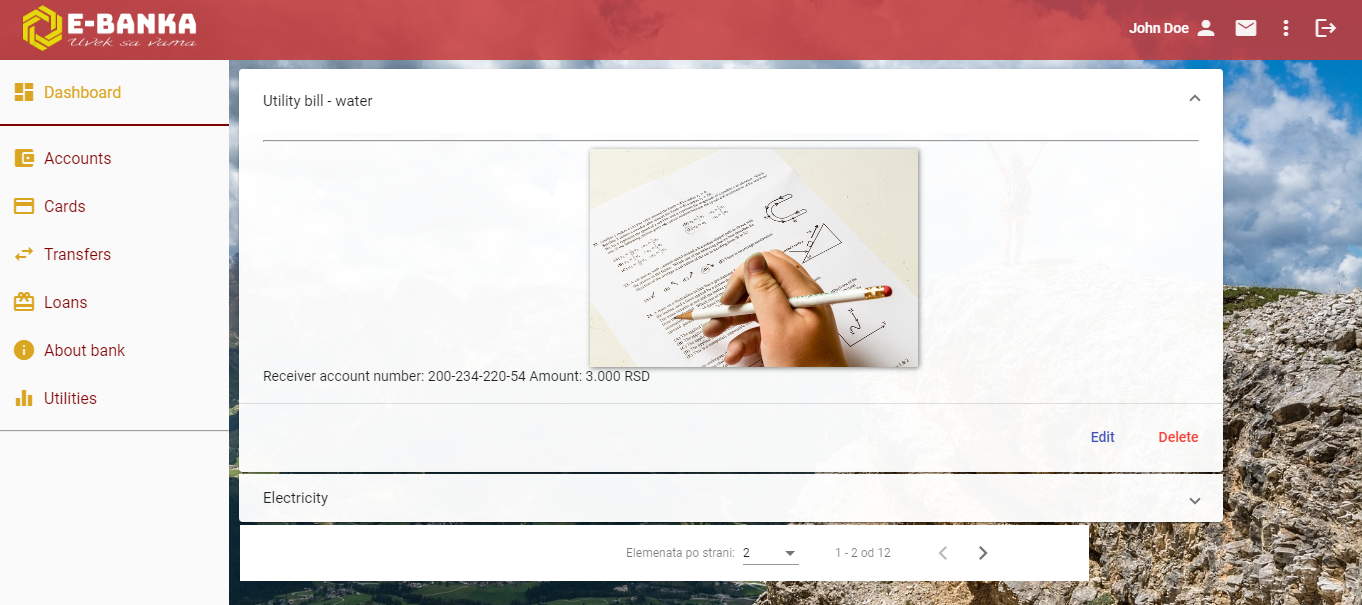 E-BANKA
Uvek sa vama
John Doe
Dashboard
Accounts
Cards
Transfers
Loans
About bank
Utilities
Utility bill - water
Receiver account number: 200-234-220-54 Amount: 3.000 RSD
Edit
Delete
Electricity
Elemenata po strani:
2
1 - 2 od 12